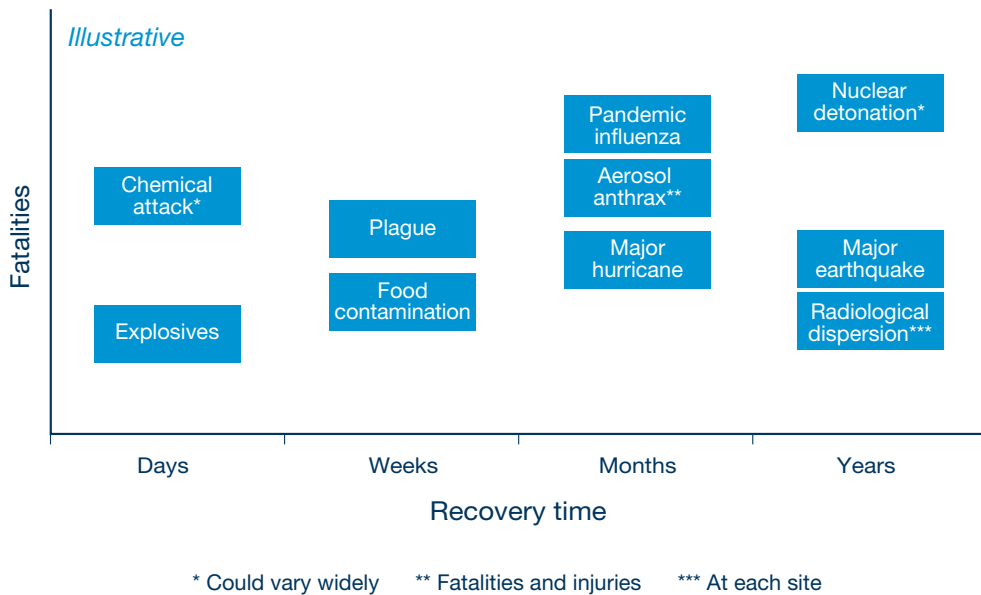 Illustrative
Nuclear
detonation*
Pandemic
influenza
Chemical
attack*
Aerosol
anthrax**
Plague
Major
hurricane
Major
earthquake
Food
contamination
Explosives
Radiological
dispersion***
Fatalities
Days
Weeks
Months
Years
Recovery time
* Could vary widely ** Fatalities and injuries *** At each site